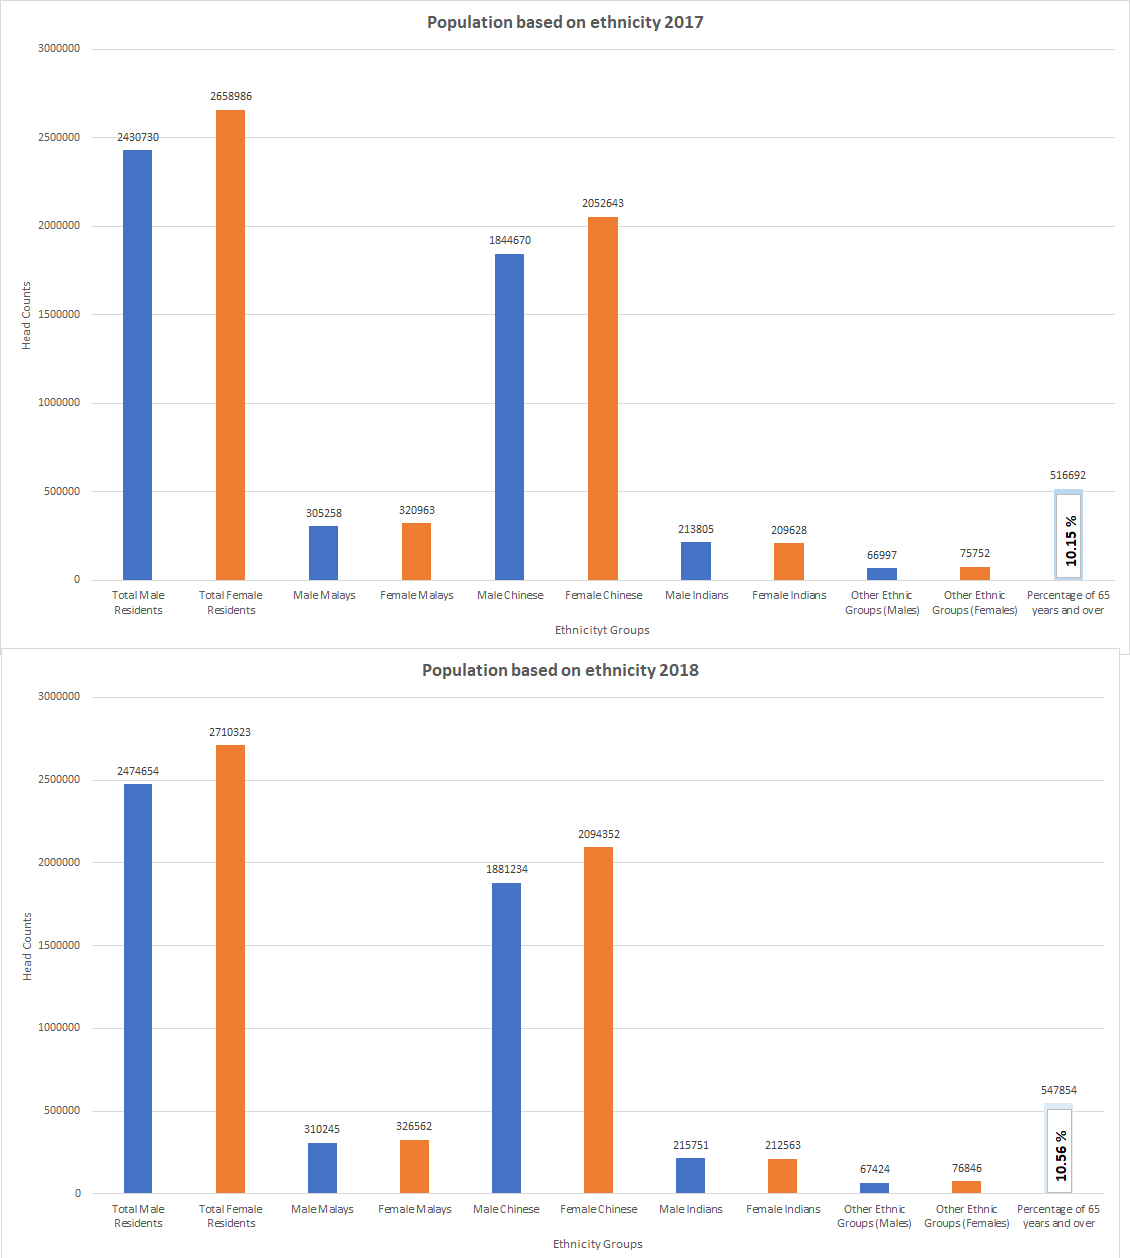 Population based on ethnicity 2017
3000000
2500000
2000000
1500000
1000000
500000
0
Head Counts
2430730
2658986
305258
320963
1844670
2052643
213805
209628
66997
75752
516692
10.15 %
Total Male
Residents
Total Female
Residents
Male Malays
Female Malays
Male Chinese
Female Chinese
Male Indians
Female Indians
Other Ethnic
Groups (Males)
Other Ethnic
Groups (Females)
Percentage of 65
years and over
Ethnicityt Groups
Population based on ethnicity 2018
3000000
2500000
2000000
1500000
1000000
500000
0
Head Counts
2474654
2710323
310245
326562
1881234
2094352
215751
212563
67424
76846
547854
10.56 %
Total Male
Residents
Total Female
Residents
Male Malays
Female Malays
Male Chinese
Female Chinese
Male Indians
Female Indians
Other Ethnic
Groups (Males)
Other Ethnic
Groups (Females)
Percentage of 65
years and over
Ethnicity Groups